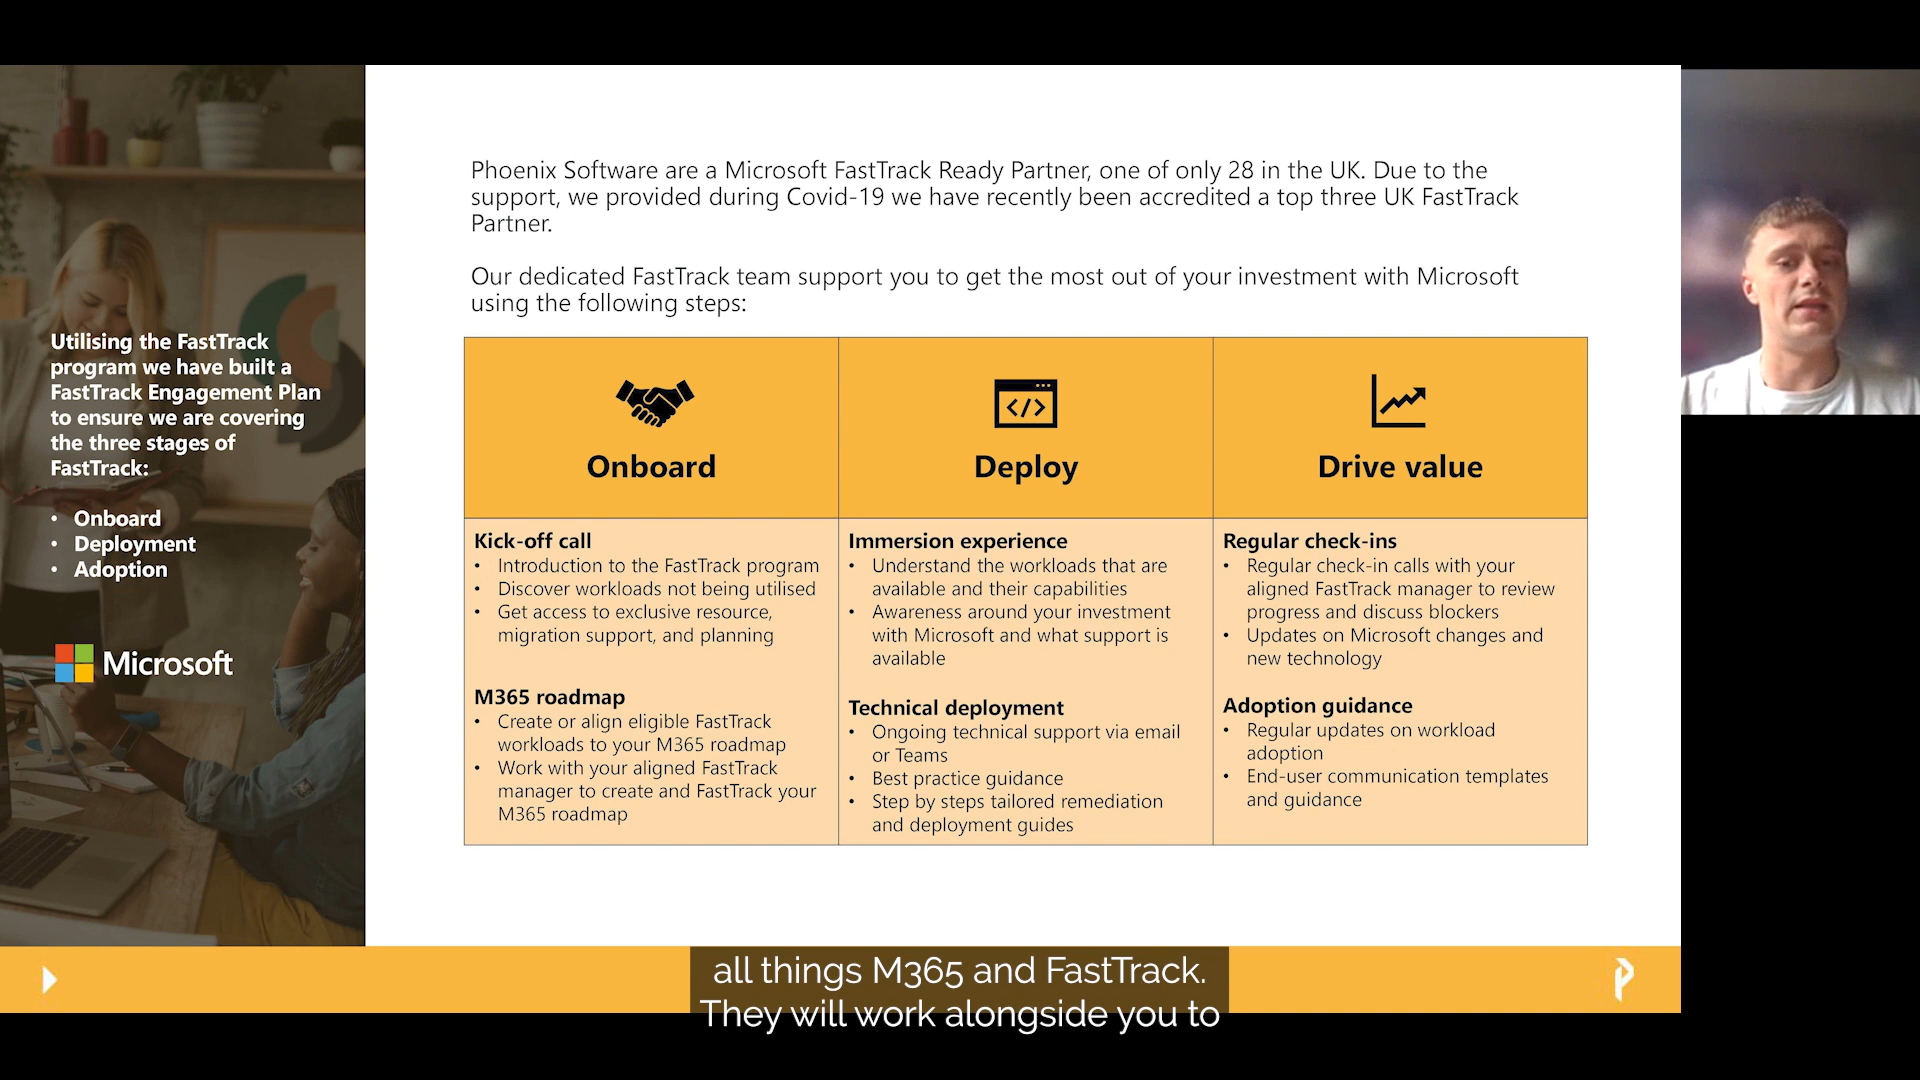 Phoenix Software are a Microsoft FastTrack Ready Partner, one of only 28 in the UK. Due to the
support, we provided during Covid-19 we have recently been accredited a top three UK FastTrack
Partner.
Our dedicated FastTrack team support you to get the most out of your investment with Microsoft
using the following steps:
Utilising the FastTrack
program we have built a
FastTrack Engagement Plan
to ensure we are covering
the three stages of
FastTrack:
• Onboard
• Deployment
• Adoption
Microsoft
Onboard
Kick-off call
• Introduction to the FastTrack program
• Discover workloads not being utilised
• Get access to exclusive resource,
migration support, and planning
M365 roadmap
• Create or align eligible FastTrack
workloads to your M365 roadmap
• Work with your aligned FastTrack
manager to create and FastTrack your
M365 roadmap
</>
Deploy
Immersion experience
• Understand the workloads that are
available and their capabilities
• Awareness around your investment
with Microsoft and what support is
available
Technical deployment
• Ongoing technical support via email
or Teams
• Best practice guidance
• Step by steps tailored remediation
and deployment guides
Drive value
Regular check-ins
• Regular check-in calls with your
aligned FastTrack manager to review
progress and discuss blockers
• Updates on Microsoft changes and
new technology
Adoption guidance
• Regular updates on workload
adoption
• End-user communication templates
and guidance
all things M365 and FastTrack.
They will work alongside you to